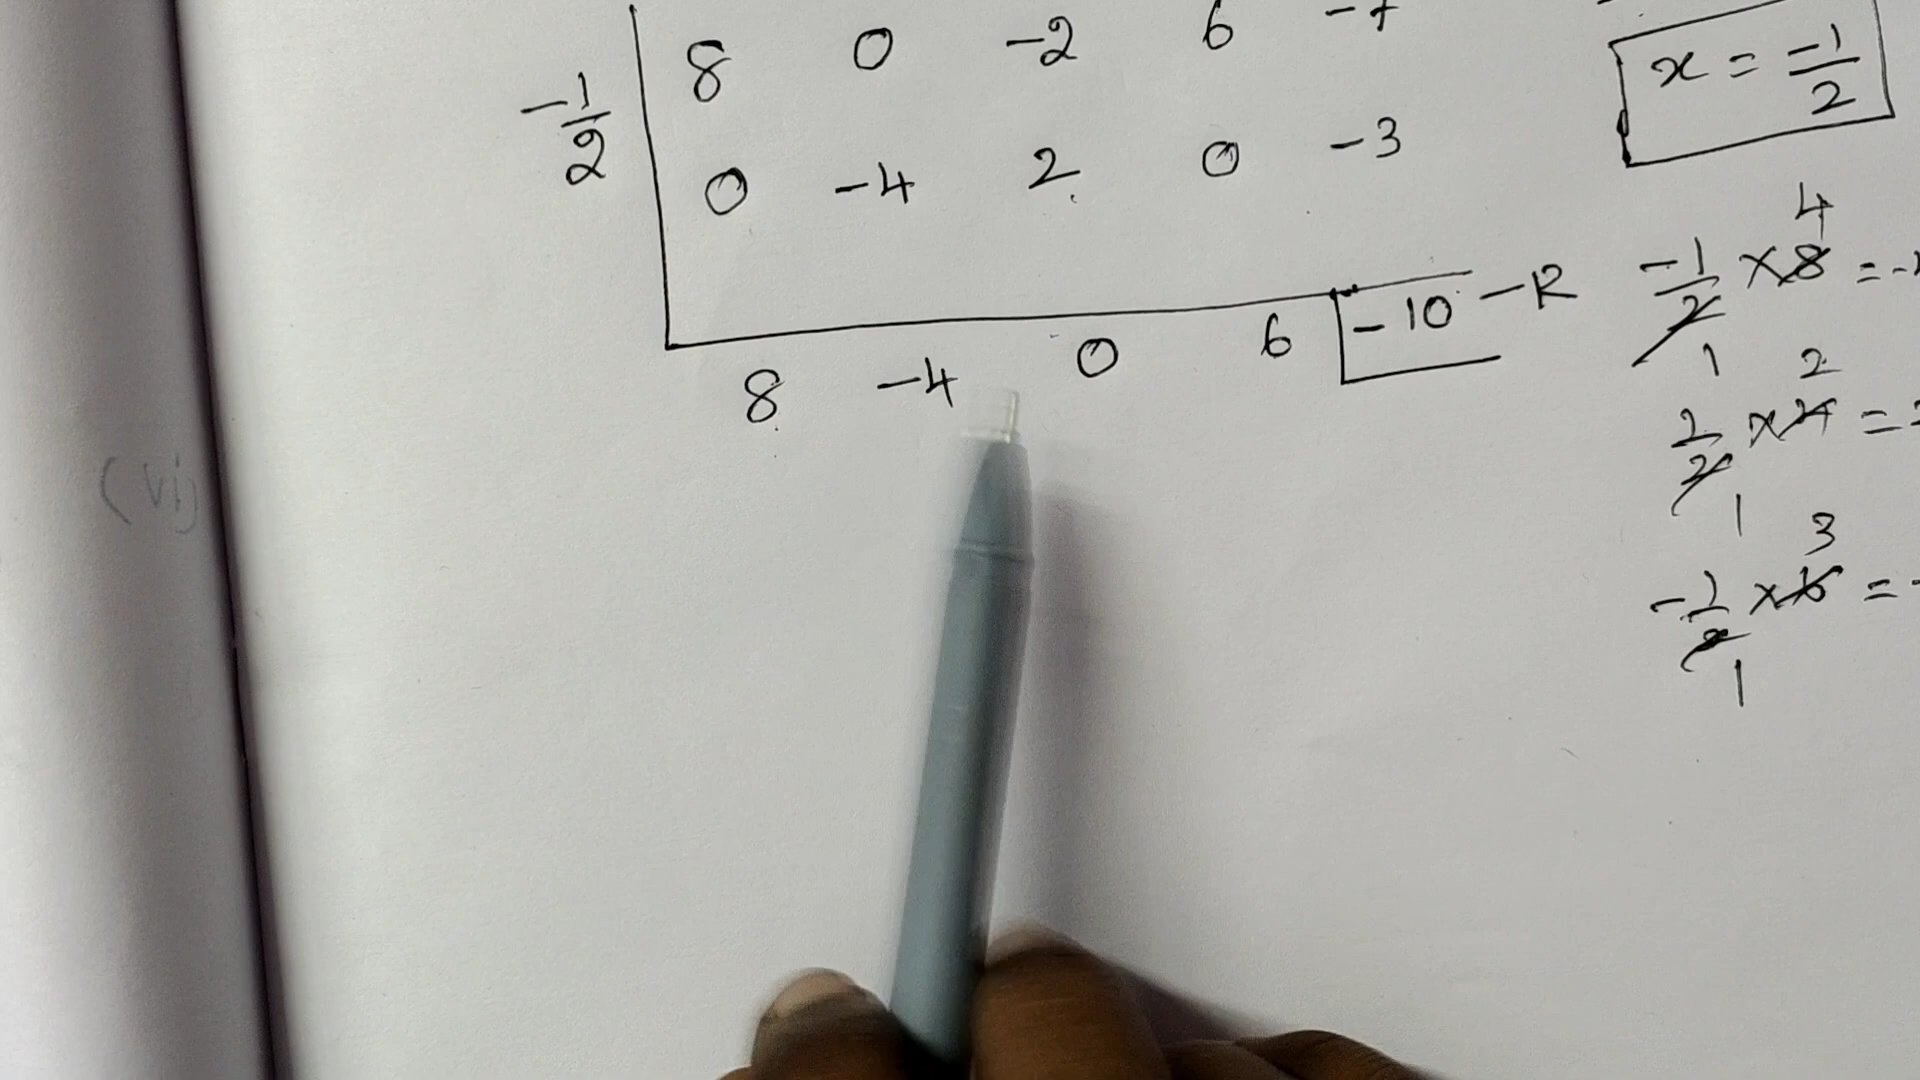 8 0 -2 6 -7
-1/2
0 -4 2 0 -3
8 -4 0 6 -10 -R
x = -1/2
4
-1/2 × 8 = -4
1
2
1/2 × 4 =
1
3
-1/2 × 6 = -
1
(vi)